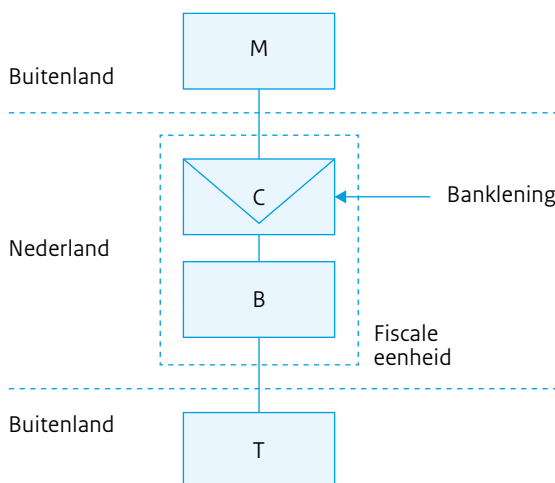 M
Buitenland
C
Banklening
Nederland
B
Fiscale
eenheid
Buitenland
T